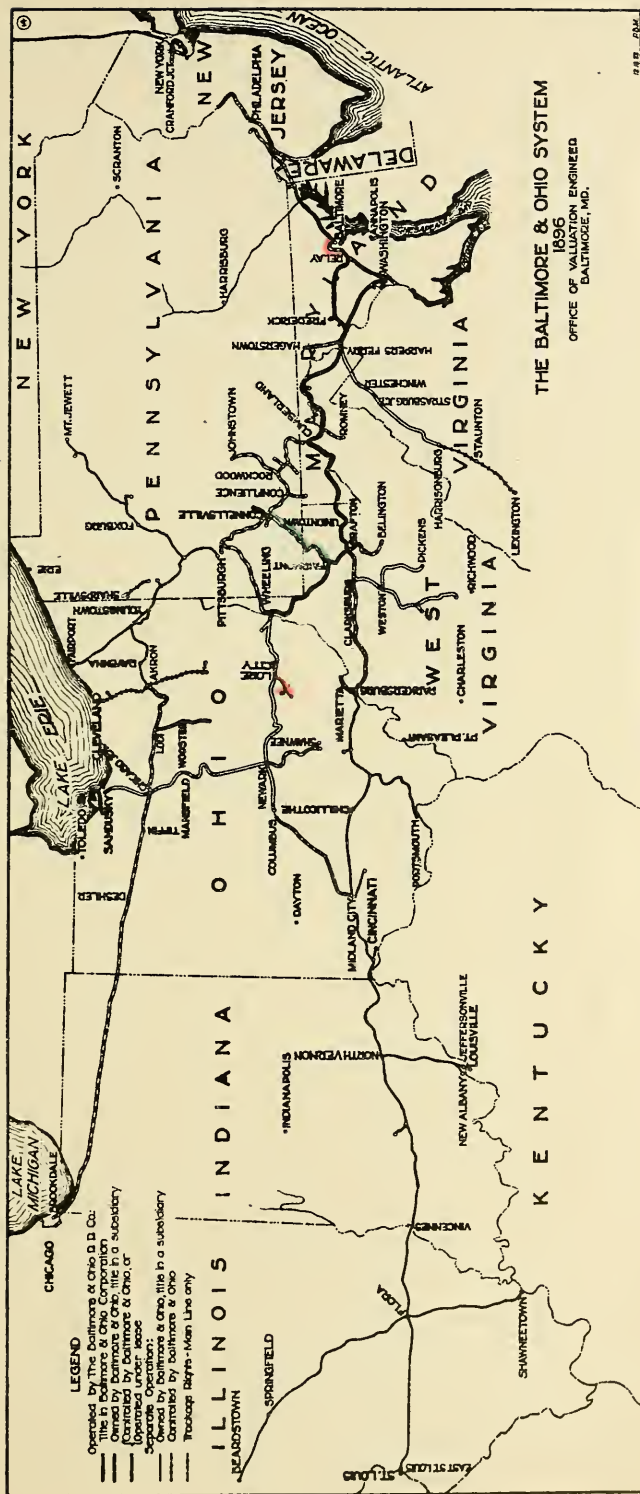 THE BALTIMORE & OHIO SYSTEM
1896
OFFICE OF VALUATION ENGINEER
BALTIMORE, MD.
LEGEND
Operated by The Baltimore & Ohio R.R. Co.:
Title in Baltimore & Ohio Corporation
Owned by Baltimore & Ohio, title in a subsidiary
Controlled by Baltimore & Ohio, or
Operated under lease
Separate Operation:
Owned by Baltimore & Ohio, title in a subsidiary
Controlled by Baltimore & Ohio
Trackage Rights - Main Line only
CHICAGO
LAKE
MICHIGAN
BROOKDALE
ILLINOIS
BEARDSTOWN
SPRINGFIELD
ST. LOUIS
EAST ST. LOUIS
FLORA
SHAWNEETOWN
VINCENNES
INDIANA
INDIANAPOLIS
NORTH VERNON
NEW ALBANY
JEFFERSONVILLE
LOUISVILLE
KENTUCKY
OHIO
DESHLER
TOLEDO
LAKE ERIE
SANDUSKY
TIFFIN
CHICAGO JCT.
MANSFIELD
CLEVELAND
LODI
WOOSTER
AKRON
RAVENNA
FAIRPORT
YOUNGSTOWN
SHARPSVILLE
ERIE
DAYTON
MIDLAND CITY
CINCINNATI
COLUMBUS
NEWARK
SHAWNEE
CHILLICOTHE
PORTSMOUTH
LORE
CITY
MARIETTA
PARKERSBURG
PT. PLEASANT
WHEELING
PITTSBURGH
FOXBURG
MT. JEWETT
NEW YORK
PENNSYLVANIA
SCRANTON
HARRISBURG
JOHNSTOWN
ROCKWOOD
CONFLUENCE
CONNELLSVILLE
UNIONTOWN
FAIRMONT
GRAFTON
BELINGTON
CLARKSBURG
WESTON
DICKENS
RICHWOOD
CHARLESTON
WEST
VIRGINIA
CUMBERLAND
ROMNEY
MARYLAND
HAGERSTOWN
FREDERICK
HARPERS FERRY
WINCHESTER
STRASBURG JCT.
HARRISONBURG
STAUNTON
LEXINGTON
VIRGINIA
RELAY
BALTIMORE
ANNAPOLIS
WASHINGTON
DELAWARE
PHILADELPHIA
NEW
JERSEY
NEW YORK
CRANFORD JCT.
ATLANTIC
OCEAN